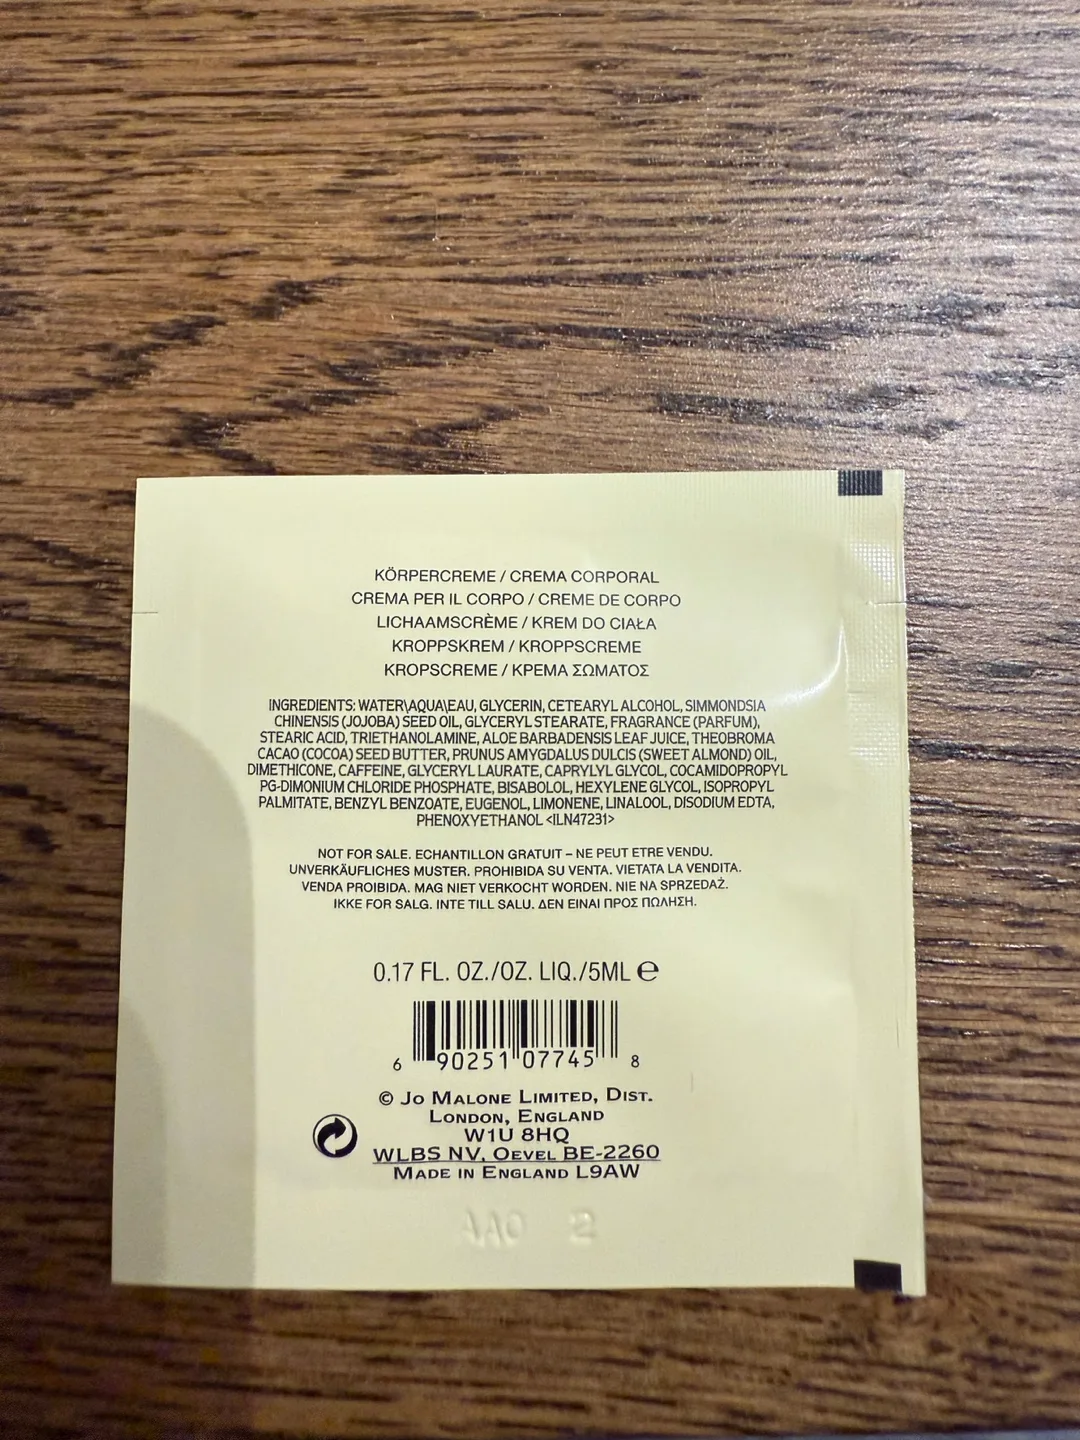 KÖRPERCREME / CREMA CORPORAL
CREMA PER IL CORPO / CREME DE CORPO
LICHAAMSCRÈME / KREM DO CIAŁA
KROPPSKREM / KROPPSCREME
KROPSCREME / ΚΡΕΜΑ ΣΩΜΑΤΟΣ
INGREDIENTS: WATER\AQUA\EAU, GLYCERIN, CETEARYL ALCOHOL, SIMMONDSIA
CHINENSIS (JOJOBA) SEED OIL, GLYCERYL STEARATE, FRAGRANCE (PARFUM),
STEARIC ACID, TRIETHANOLAMINE, ALOE BARBADENSIS LEAF JUICE, THEOBROMA
CACAO (COCOA) SEED BUTTER, PRUNUS AMYGDALUS DULCIS (SWEET ALMOND) OIL,
DIMETHICONE, CAFFEINE, GLYCERYL LAURATE, CAPRYLYL GLYCOL, COCAMIDOPROPYL
PG-DIMONIUM CHLORIDE PHOSPHATE, BISABOLOL, HEXYLENE GLYCOL, ISOPROPYL
PALMITATE, BENZYL BENZOATE, EUGENOL, LIMONENE, LINALOOL, DISODIUM EDTA,
PHENOXYETHANOL <ILN47231>
NOT FOR SALE. ECHANTILLON GRATUIT – NE PEUT ETRE VENDU.
UNVERKÄUFLICHES MUSTER. PROHIBIDA SU VENTA. VIETATA LA VENDITA.
VENDA PROIBIDA. MAG NIET VERKOCHT WORDEN. NIE NA SPRZEDAŻ.
IKKE FOR SALG. INTE TILL SALU. ΔΕΝ ΕΙΝΑΙ ΠΡΟΣ ΠΩΛΗΣΗ.
0.17 FL. OZ./OZ. LIQ./5ML ℮
6 90251 07745 8
© JO MALONE LIMITED, DIST.
LONDON, ENGLAND
W1U 8HQ
WLBS NV, OEVEL BE-2260
MADE IN ENGLAND L9AW
AA0 2